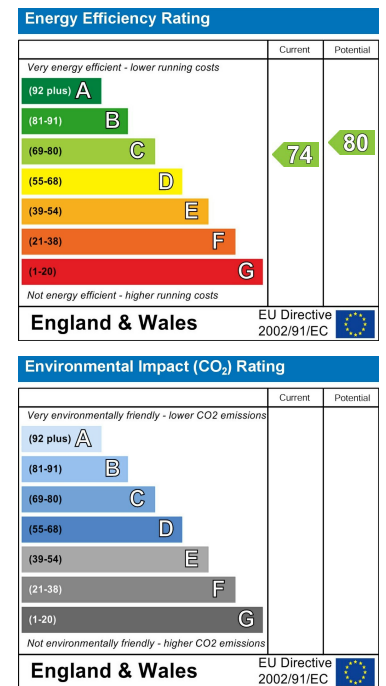 Energy Efficiency Rating
Current Potential
Very energy efficient - lower running costs
(92 plus) A
(81-91) B
(69-80) C
(55-68) D
(39-54) E
(21-38) F
(1-20) G
74 80
Not energy efficient - higher running costs
England & Wales
EU Directive
2002/91/EC
Environmental Impact (CO₂) Rating
Current Potential
Very environmentally friendly - lower CO2 emissions
(92 plus) A
(81-91) B
(69-80) C
(55-68) D
(39-54) E
(21-38) F
(1-20) G
Not environmentally friendly - higher CO2 emissions
England & Wales
EU Directive
2002/91/EC